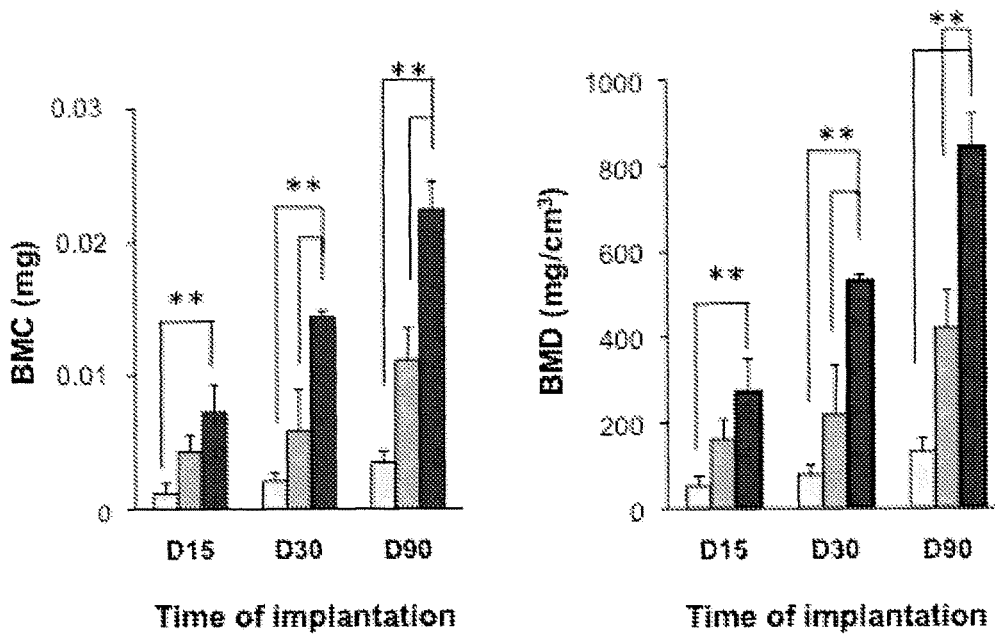 **
0.03
**
0.02
**
0.01
0
BMC (mg)
D15 D30 D90
Time of implantation
**
1000
**
800
**
600
400
200
0
BMD (mg/cm³)
D15 D30 D90
Time of implantation